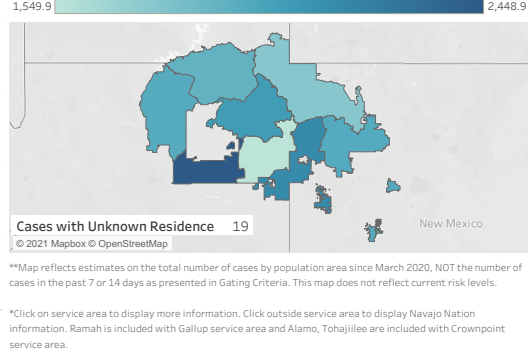 1,549.9 2,448.9
New Mexico
Cases with Unknown Residence 19
© 2021 Mapbox © OpenStreetMap
**Map reflects estimates on the total number of cases by population area since March 2020, NOT the number of
cases in the past 7 or 14 days as presented in Gating Criteria. This map does not reflect current risk levels.
*Click on service area to display more information. Click outside service area to display Navajo Nation
information. Ramah is included with Gallup service area and Alamo, Tohajiilee are included with Crownpoint
service area.